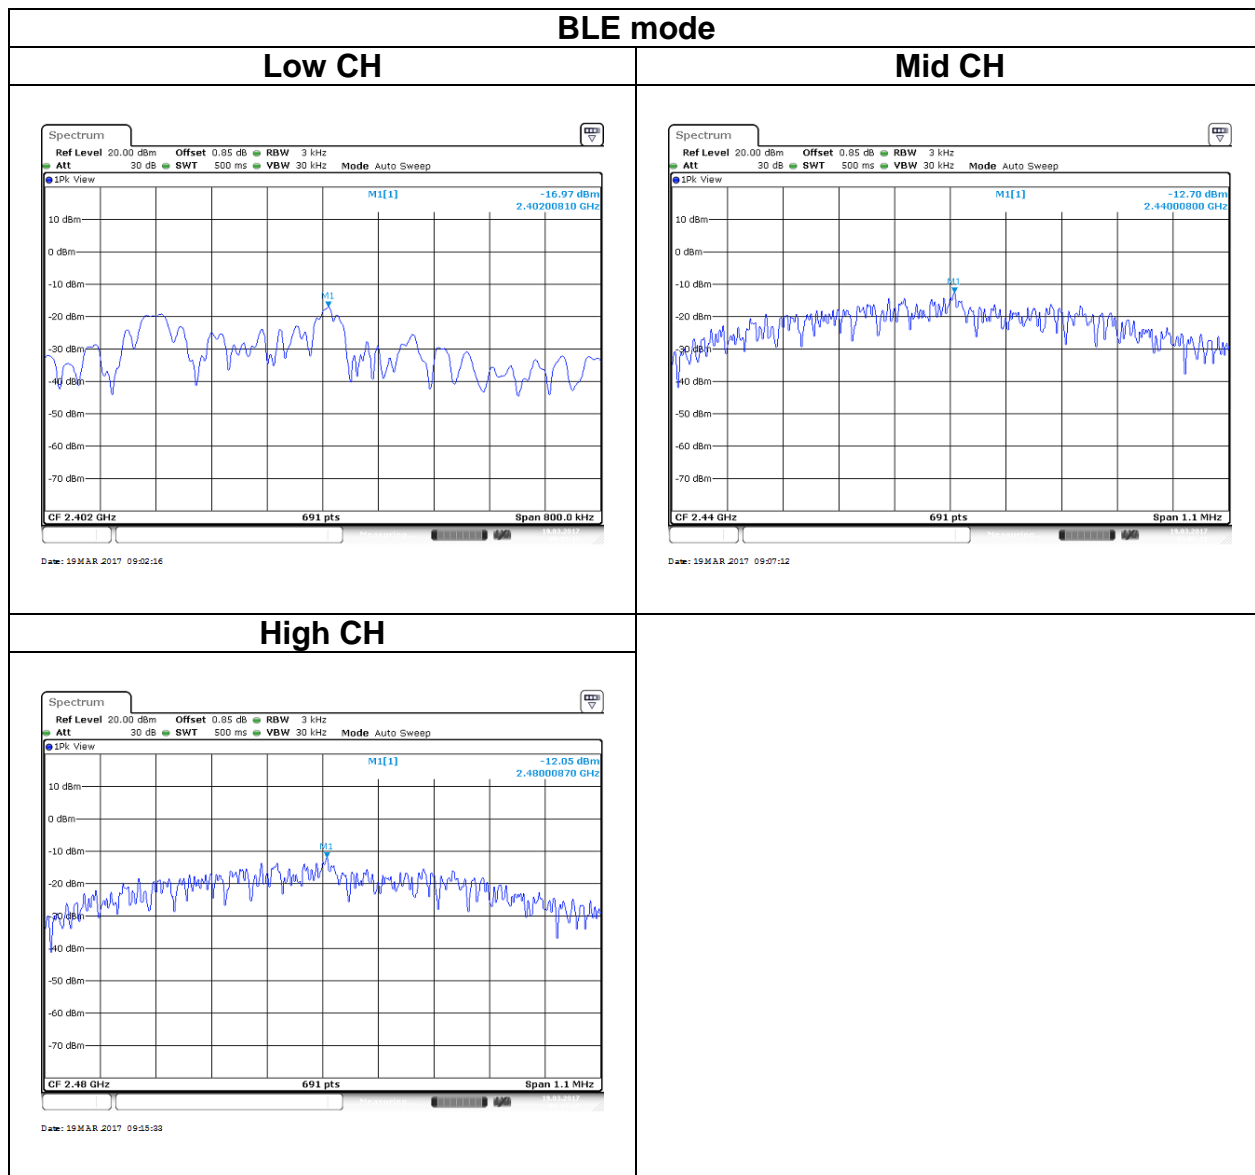 BLE mode
Low CH
Mid CH
Spectrum
Ref Level 20.00 dBm Offset 0.85 dB RBW 3 kHz
Att 30 dB SWT 500 ms VBW 30 kHz Mode Auto Sweep
1Pk View
M1[1] -16.97 dBm
2.40200810 GHz
10 dBm
0 dBm
-10 dBm
M1
-20 dBm
-30 dBm
-40 dBm
-50 dBm
-60 dBm
-70 dBm
CF 2.402 GHz 691 pts Span 800.0 kHz
Date: 19.MAR.2017 09:02:16
Spectrum
Ref Level 20.00 dBm Offset 0.85 dB RBW 3 kHz
Att 30 dB SWT 500 ms VBW 30 kHz Mode Auto Sweep
1Pk View
M1[1] -12.70 dBm
2.44000800 GHz
10 dBm
0 dBm
-10 dBm
M1
-20 dBm
-30 dBm
-40 dBm
-50 dBm
-60 dBm
-70 dBm
CF 2.44 GHz 691 pts Span 1.1 MHz
Date: 19.MAR.2017 09:07:12
High CH
Spectrum
Ref Level 20.00 dBm Offset 0.85 dB RBW 3 kHz
Att 30 dB SWT 500 ms VBW 30 kHz Mode Auto Sweep
1Pk View
M1[1] -12.05 dBm
2.48000870 GHz
10 dBm
0 dBm
-10 dBm
M1
-20 dBm
-30 dBm
-40 dBm
-50 dBm
-60 dBm
-70 dBm
CF 2.48 GHz 691 pts Span 1.1 MHz
Date: 19.MAR.2017 09:15:33